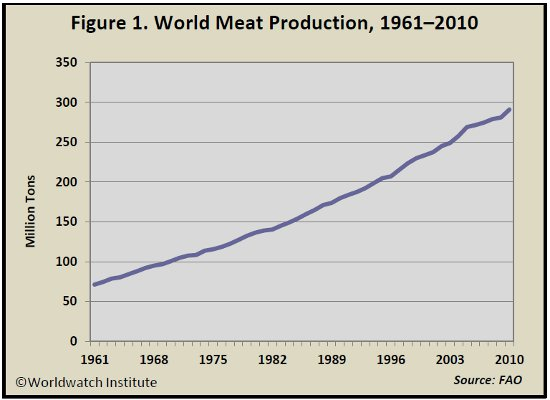 Figure 1. World Meat Production, 1961–2010
350
300
250
200
150
100
50
0
Million Tons
1961 1968 1975 1982 1989 1996 2003 2010
©Worldwatch Institute
Source: FAO